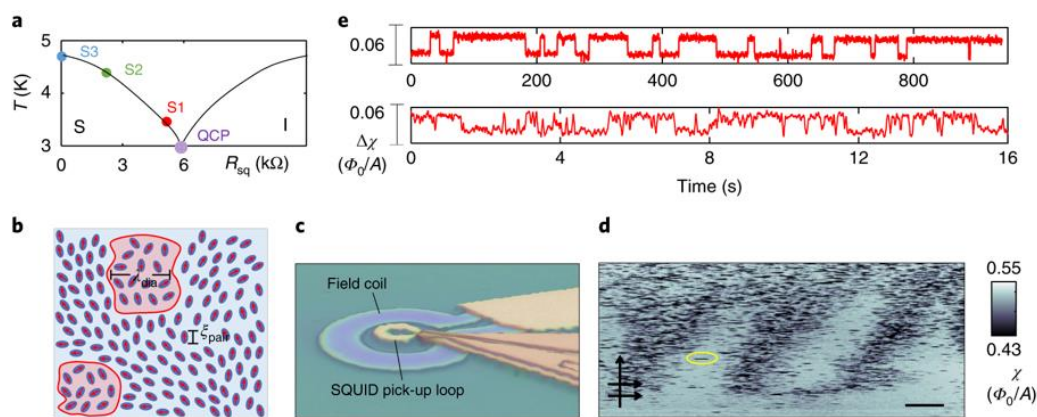 a
5
S3
S2
4
T (K)
S1
S
QCP
I
3
0
3
6
R_sq (kΩ)
b
ξ_pair
c
Field coil
SQUID pick-up loop
d
0.55
0.43
χ
(Φ₀/A)
e
0.06
0
200
400
600
800
0.06
Δχ
(Φ₀/A)
0
4
8
12
16
Time (s)